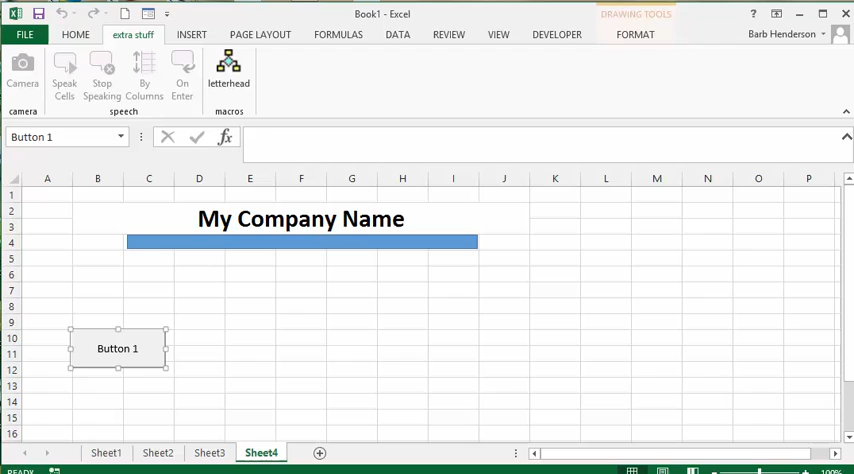 Book1 - Excel
DRAWING TOOLS
?
FILE HOME extra stuff INSERT PAGE LAYOUT FORMULAS DATA REVIEW VIEW DEVELOPER FORMAT Barb Henderson
Camera Speak Stop By On letterhead
Cells Speaking Columns Enter
camera speech macros
Button 1 fx
A B C D E F G H I J K L M N O P
1
2
My Company Name
3
4
5
6
7
8
9
10
Button 1
11
12
13
14
15
16
Sheet1 Sheet2 Sheet3 Sheet4
READY 100%